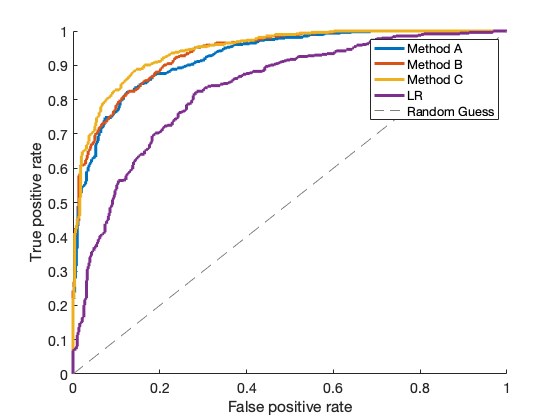 1
0.9
0.8
0.7
0.6
0.5
0.4
0.3
0.2
0.1
0
True positive rate
0 0.2 0.4 0.6 0.8 1
False positive rate
Method A
Method B
Method C
LR
Random Guess